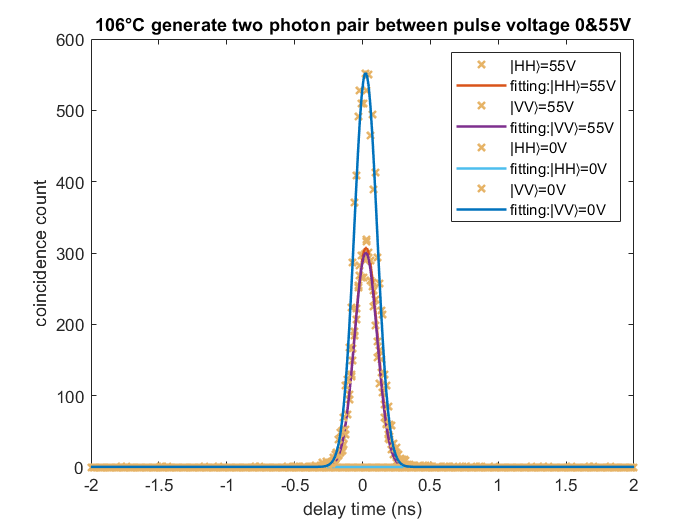 106°C generate two photon pair between pulse voltage 0&55V
600
500
400
300
200
100
0
coincidence count
-2
-1.5
-1
-0.5
0
0.5
1
1.5
2
delay time (ns)
|HH⟩=55V
fitting:|HH⟩=55V
|VV⟩=55V
fitting:|VV⟩=55V
|HH⟩=0V
fitting:|HH⟩=0V
|VV⟩=0V
fitting:|VV⟩=0V